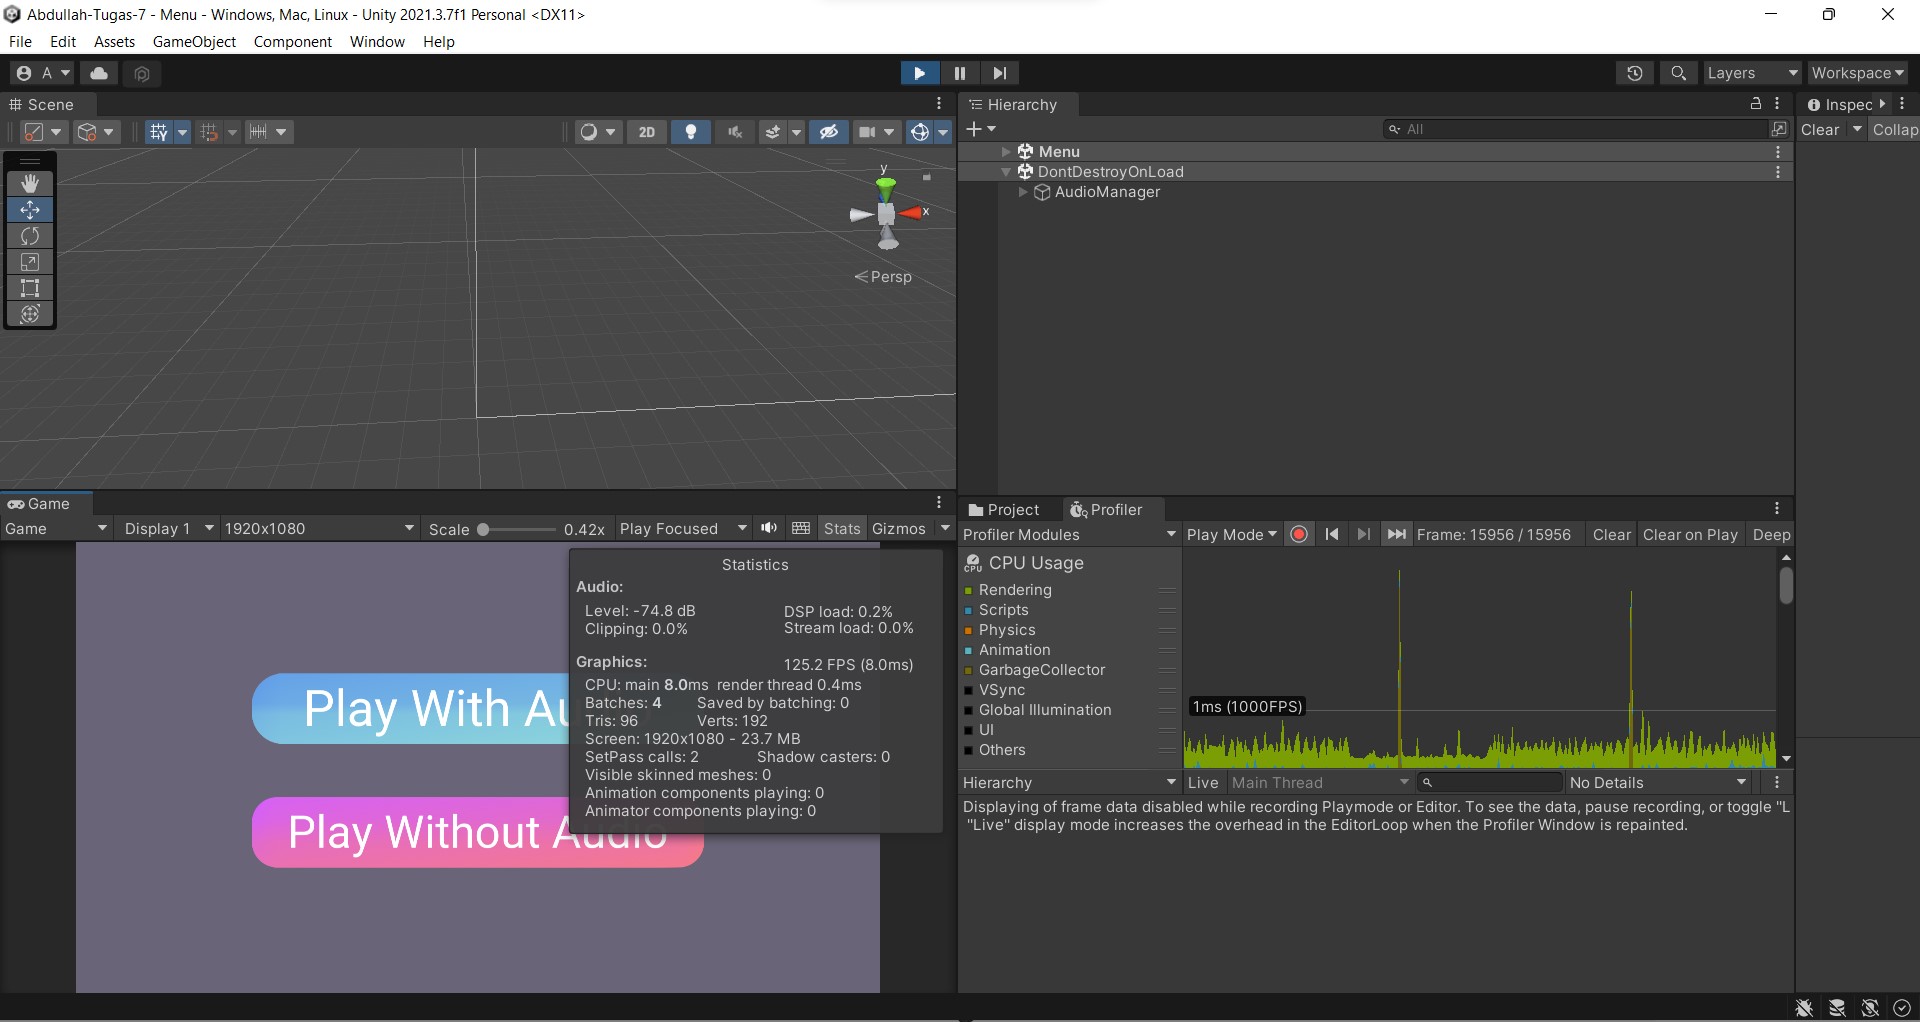 Abdullah-Tugas-7 - Menu - Windows, Mac, Linux - Unity 2021.3.7f1 Personal <DX11>
File Edit Assets GameObject Component Window Help
A Layers Workspace
Scene
2D
y
x
Persp
Hierarchy
All
Menu
DontDestroyOnLoad
AudioManager
Inspec
Clear Collap
Game
Game Display 1 1920x1080 Scale 0.42x Play Focused Stats Gizmos
Play With Au
Play Without Audio
Statistics
Audio:
Level: -74.8 dB DSP load: 0.2%
Clipping: 0.0% Stream load: 0.0%
Graphics: 125.2 FPS (8.0ms)
CPU: main 8.0ms render thread 0.4ms
Batches: 4 Saved by batching: 0
Tris: 96 Verts: 192
Screen: 1920x1080 - 23.7 MB
SetPass calls: 2 Shadow casters: 0
Visible skinned meshes: 0
Animation components playing: 0
Animator components playing: 0
Project Profiler
Profiler Modules Play Mode Frame: 15956 / 15956 Clear Clear on Play Deep
CPU CPU Usage
Rendering
Scripts
Physics
Animation
GarbageCollector
VSync
Global Illumination
UI
Others
1ms (1000FPS)
Hierarchy Live Main Thread No Details
Displaying of frame data disabled while recording Playmode or Editor. To see the data, pause recording, or toggle "L
"Live" display mode increases the overhead in the EditorLoop when the Profiler Window is repainted.